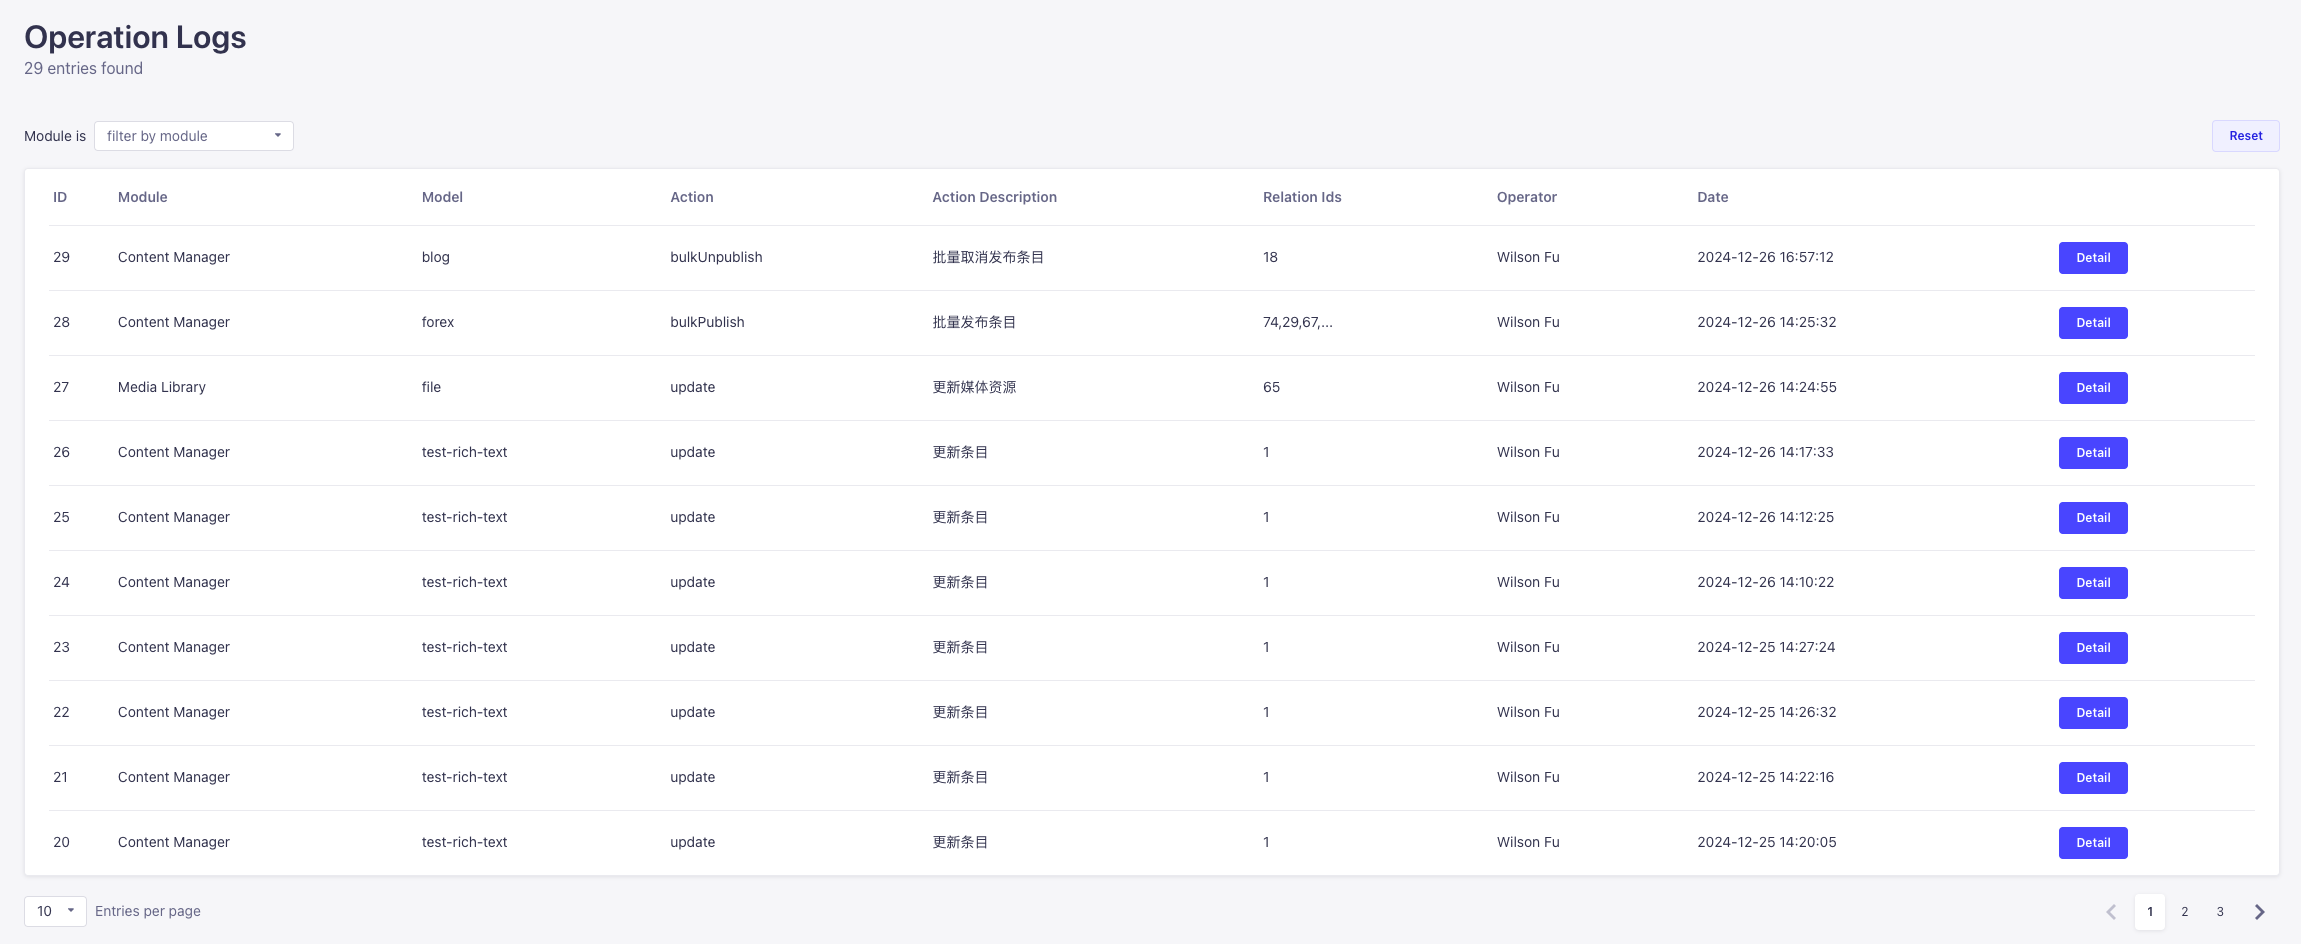 Operation Logs
29 entries found
Module is filter by module Reset
ID Module Model Action Action Description Relation Ids Operator Date
29 Content Manager blog bulkUnpublish 批量取消发布条目 18 Wilson Fu 2024-12-26 16:57:12 Detail
28 Content Manager forex bulkPublish 批量发布条目 74,29,67,... Wilson Fu 2024-12-26 14:25:32 Detail
27 Media Library file update 更新媒体资源 65 Wilson Fu 2024-12-26 14:24:55 Detail
26 Content Manager test-rich-text update 更新条目 1 Wilson Fu 2024-12-26 14:17:33 Detail
25 Content Manager test-rich-text update 更新条目 1 Wilson Fu 2024-12-26 14:12:25 Detail
24 Content Manager test-rich-text update 更新条目 1 Wilson Fu 2024-12-26 14:10:22 Detail
23 Content Manager test-rich-text update 更新条目 1 Wilson Fu 2024-12-25 14:27:24 Detail
22 Content Manager test-rich-text update 更新条目 1 Wilson Fu 2024-12-25 14:26:32 Detail
21 Content Manager test-rich-text update 更新条目 1 Wilson Fu 2024-12-25 14:22:16 Detail
20 Content Manager test-rich-text update 更新条目 1 Wilson Fu 2024-12-25 14:20:05 Detail
10 Entries per page 1 2 3